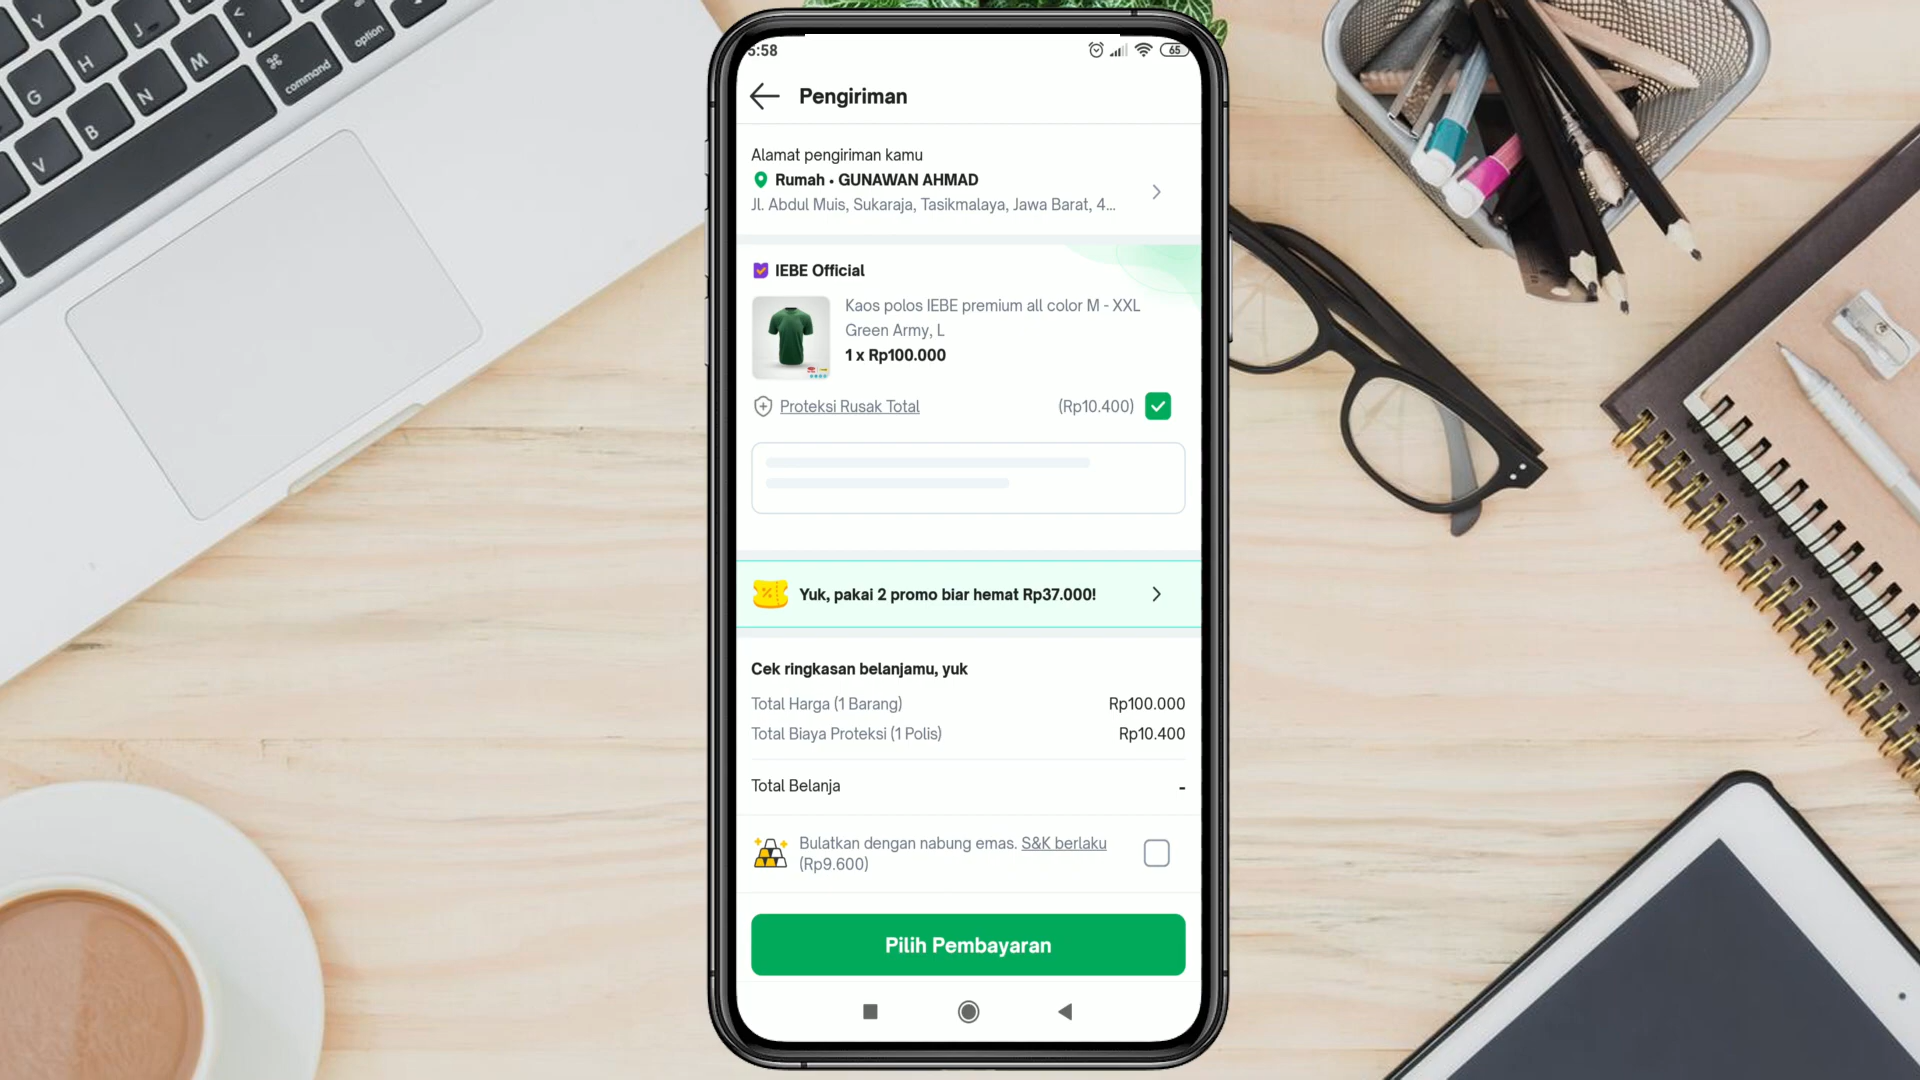 5:58
65
Pengiriman
Alamat pengiriman kamu
Rumah • GUNAWAN AHMAD
Jl. Abdul Muis, Sukaraja, Tasikmalaya, Jawa Barat, 4...
IEBE Official
Kaos polos IEBE premium all color M - XXL
Green Army, L
1 x Rp100.000
Proteksi Rusak Total (Rp10.400)
Yuk, pakai 2 promo biar hemat Rp37.000!
Cek ringkasan belanjamu, yuk
Total Harga (1 Barang) Rp100.000
Total Biaya Proteksi (1 Polis) Rp10.400
Total Belanja -
Bulatkan dengan nabung emas. S&K berlaku
(Rp9.600)
Pilih Pembayaran
Y
J
<
option
H
M
⌘
command
G
N
B
V